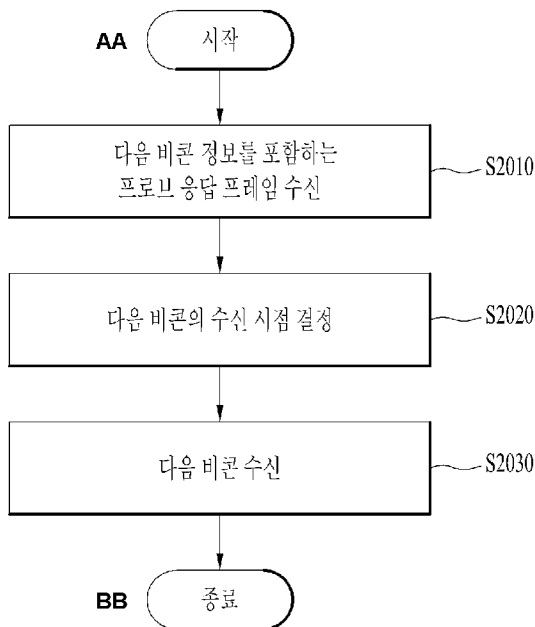 AA 시작
다음 비콘 정보를 포함하는
프로브 응답 프레임 수신
S2010
다음 비콘의 수신 시점 결정
S2020
다음 비콘 수신
S2030
BB 종료